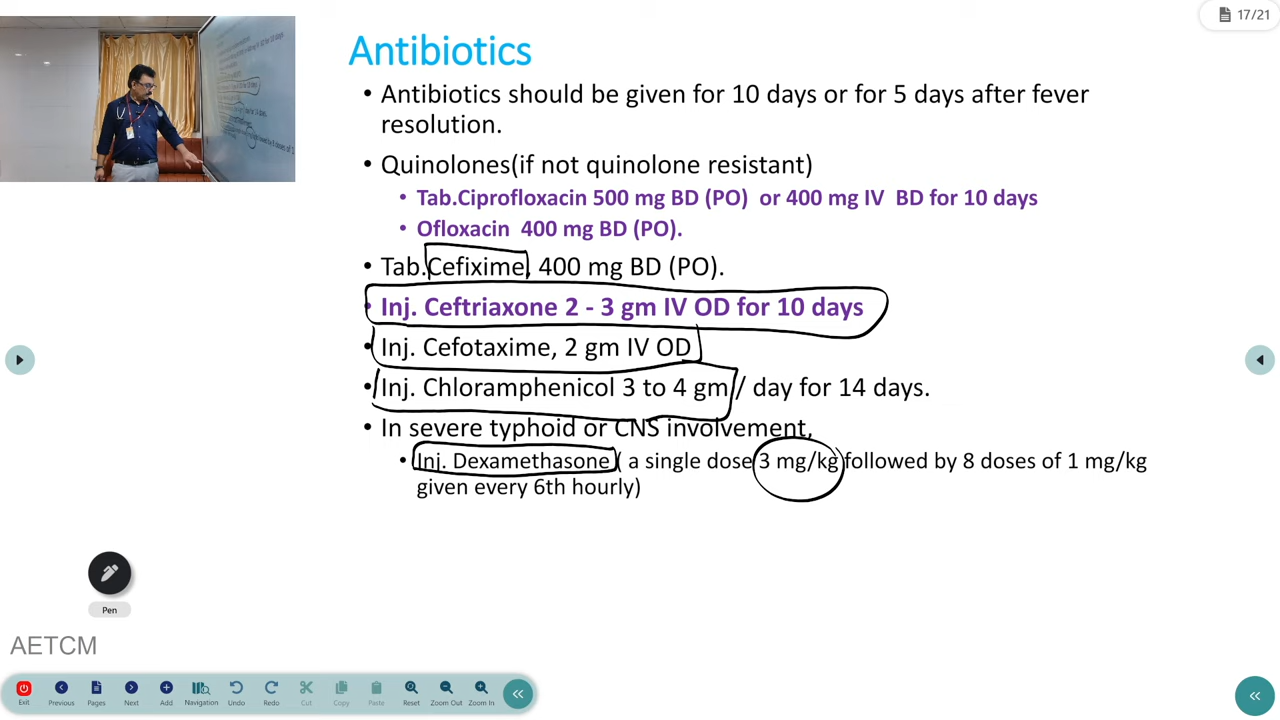 17/21
Antibiotics
• Antibiotics should be given for 10 days or for 5 days after fever
resolution.
• Quinolones(if not quinolone resistant)
• Tab.Ciprofloxacin 500 mg BD (PO) or 400 mg IV BD for 10 days
• Ofloxacin 400 mg BD (PO).
• Tab.Cefixime, 400 mg BD (PO).
• Inj. Ceftriaxone 2 - 3 gm IV OD for 10 days
• Inj. Cefotaxime, 2 gm IV OD
• Inj. Chloramphenicol 3 to 4 gm / day for 14 days.
• In severe typhoid or CNS involvement,
• Inj. Dexamethasone ( a single dose 3 mg/kg followed by 8 doses of 1 mg/kg
given every 6th hourly)
Pen
AETCM
Exit Previous Pages Next Add Navigation Undo Redo Cut Copy Paste Reset Zoom Out Zoom In